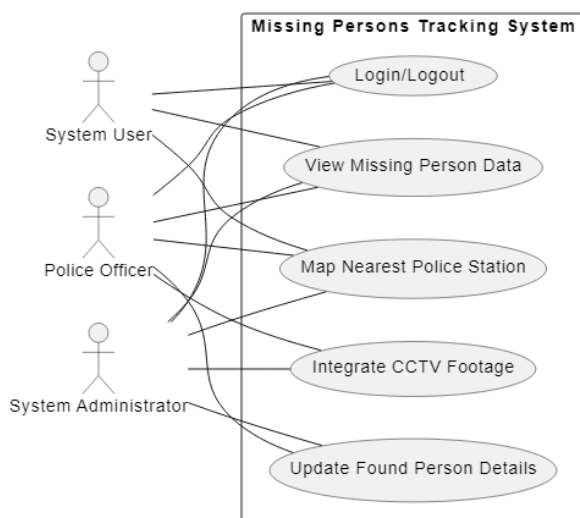 Missing Persons Tracking System
Login/Logout
System User
View Missing Person Data
Police Officer
Map Nearest Police Station
Integrate CCTV Footage
System Administrator
Update Found Person Details